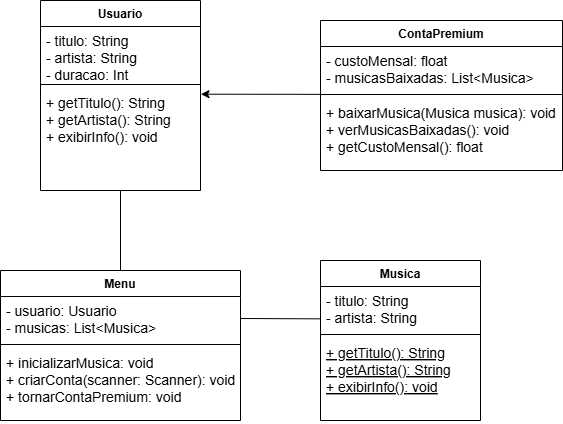 Usuario
- titulo: String
- artista: String
- duracao: Int
+ getTitulo(): String
+ getArtista(): String
+ exibirInfo(): void
ContaPremium
- custoMensal: float
- musicasBaixadas: List<Musica>
+ baixarMusica(Musica musica): void
+ verMusicasBaixadas(): void
+ getCustoMensal(): float
Menu
- usuario: Usuario
- musicas: List<Musica>
+ inicializarMusica: void
+ criarConta(scanner: Scanner): void
+ tornarContaPremium: void
Musica
- titulo: String
- artista: String
+ getTitulo(): String
+ getArtista(): String
+ exibirInfo(): void